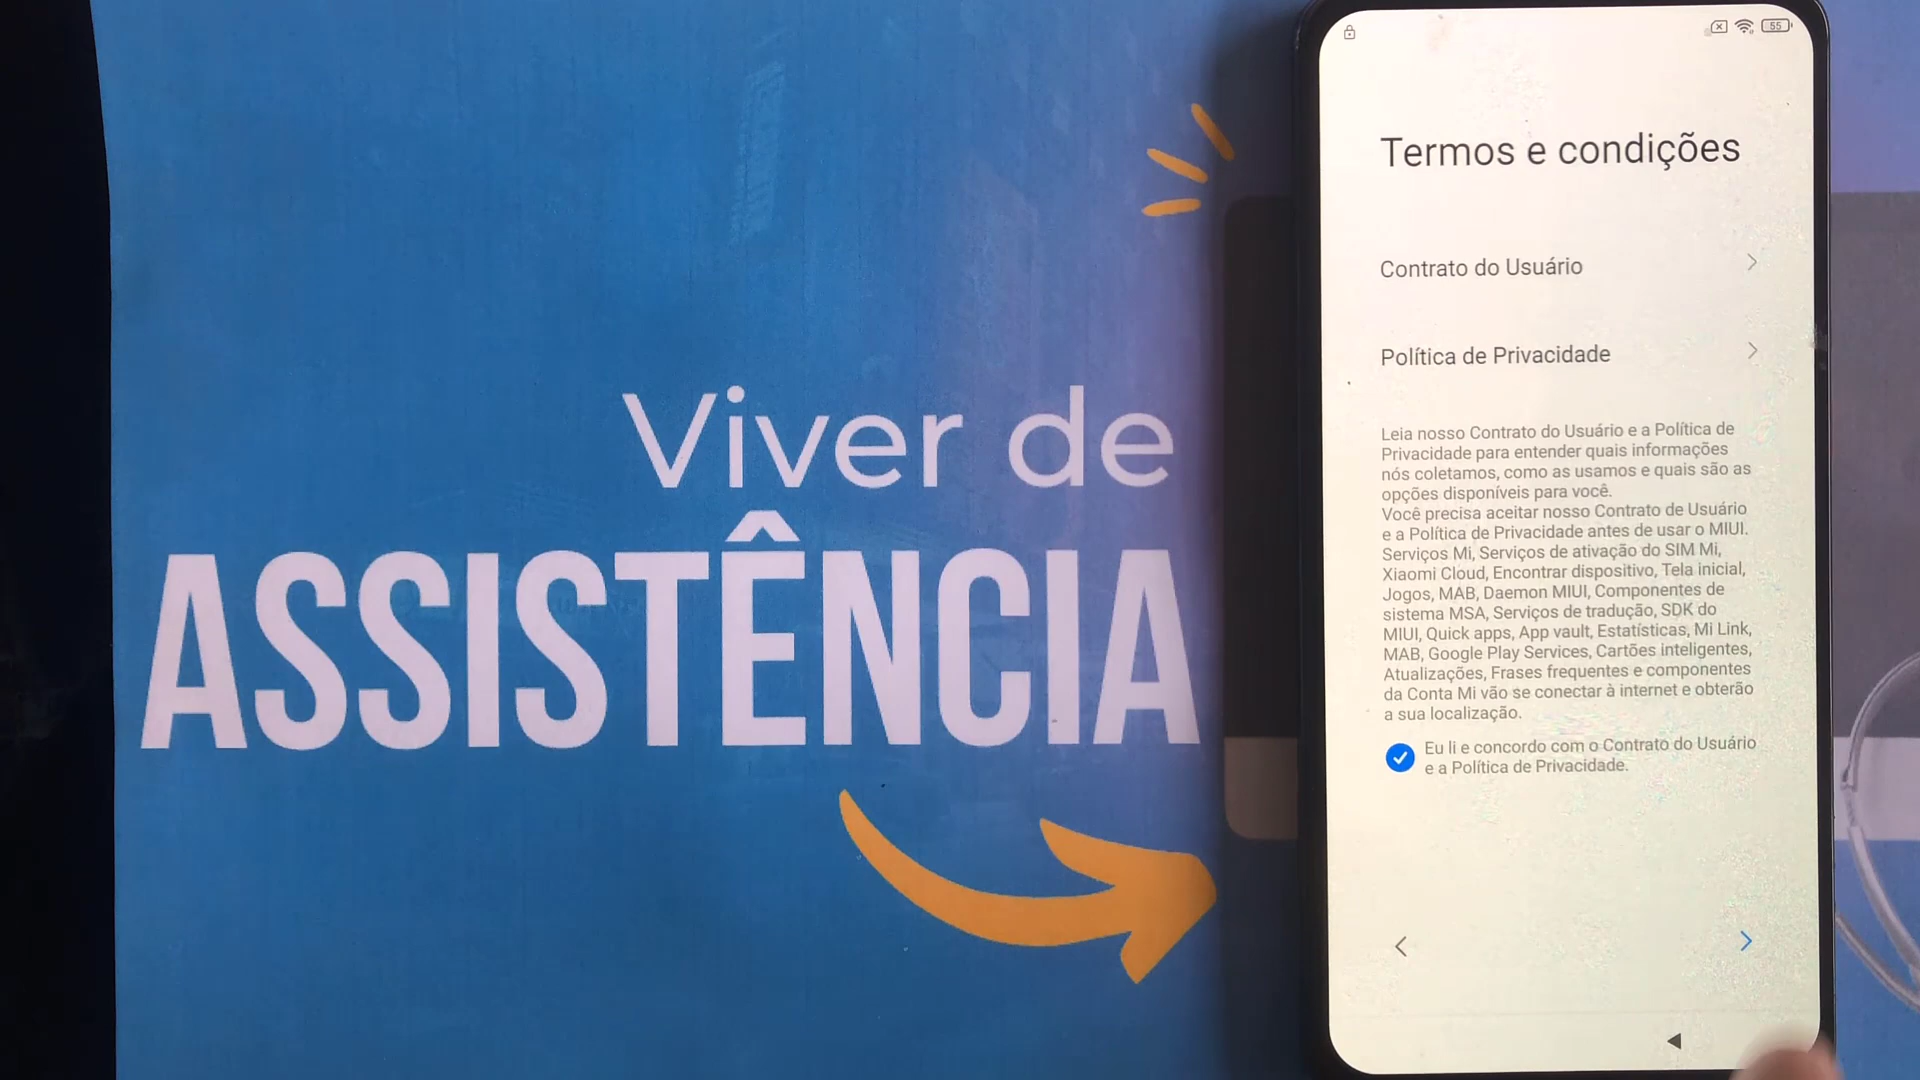 Viver de
ASSISTÊNCIA
55
Termos e condições
Contrato do Usuário
Política de Privacidade
Leia nosso Contrato do Usuário e a Política de
Privacidade para entender quais informações
nós coletamos, como as usamos e quais são as
opções disponíveis para você.
Você precisa aceitar nosso Contrato de Usuário
e a Política de Privacidade antes de usar o MIUI.
Serviços Mi, Serviços de ativação do SIM Mi,
Xiaomi Cloud, Encontrar dispositivo, Tela inicial,
Jogos, MAB, Daemon MIUI, Componentes de
sistema MSA, Serviços de tradução, SDK do
MIUI, Quick apps, App vault, Estatísticas, Mi Link,
MAB, Google Play Services, Cartões inteligentes,
Atualizações, Frases frequentes e componentes
da Conta Mi vão se conectar à internet e obterão
a sua localização.
Eu li e concordo com o Contrato do Usuário
e a Política de Privacidade.